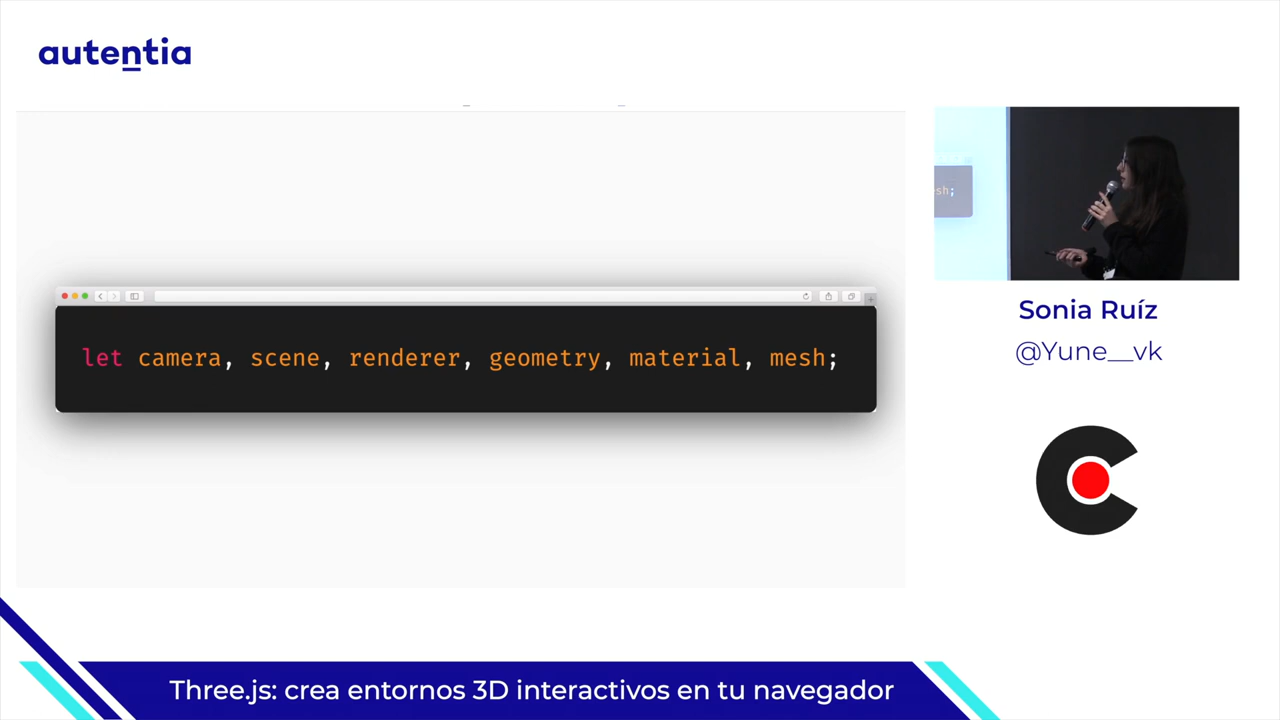 autentia
let camera, scene, renderer, geometry, material, mesh;
sh;
Sonia Ruíz
@Yune__vk
Three.js: crea entornos 3D interactivos en tu navegador